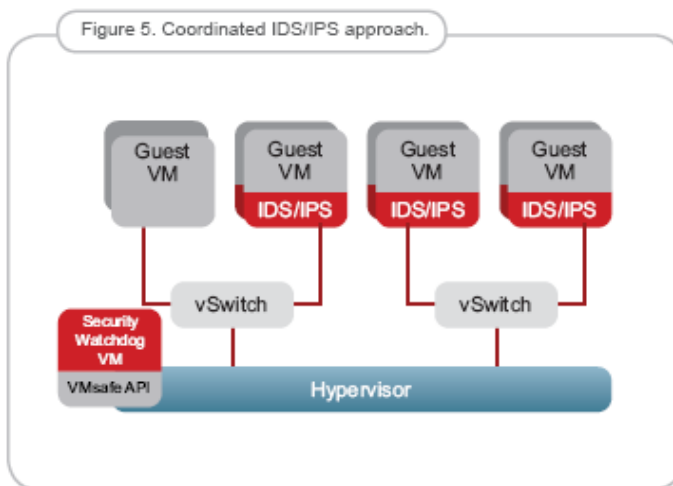 Figure 5. Coordinated IDS/IPS approach.
Guest
VM
Guest
VM
IDS/IPS
Guest
VM
IDS/IPS
Guest
VM
IDS/IPS
vSwitch
vSwitch
Security
Watchdog
VM
VMsafe API
Hypervisor